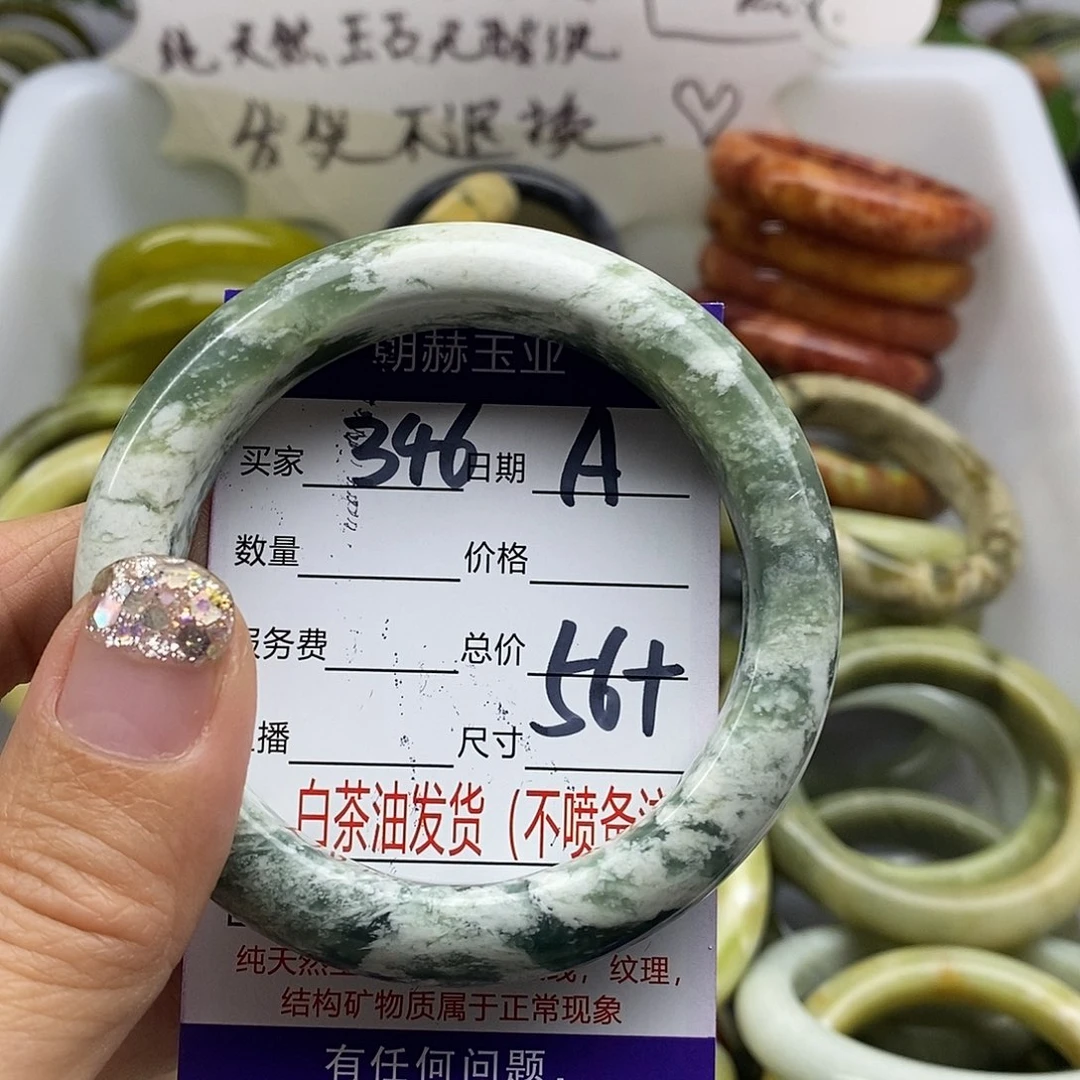 纯天然玉石无酸洗
售出不退换
朝赫玉业
买家 346 日期 A
数量 价格
服务费 总价
播 尺寸 56+
白茶油发货（不喷备注
纯天然 线，纹理，
结构矿物质属于正常现象
有任何问题，